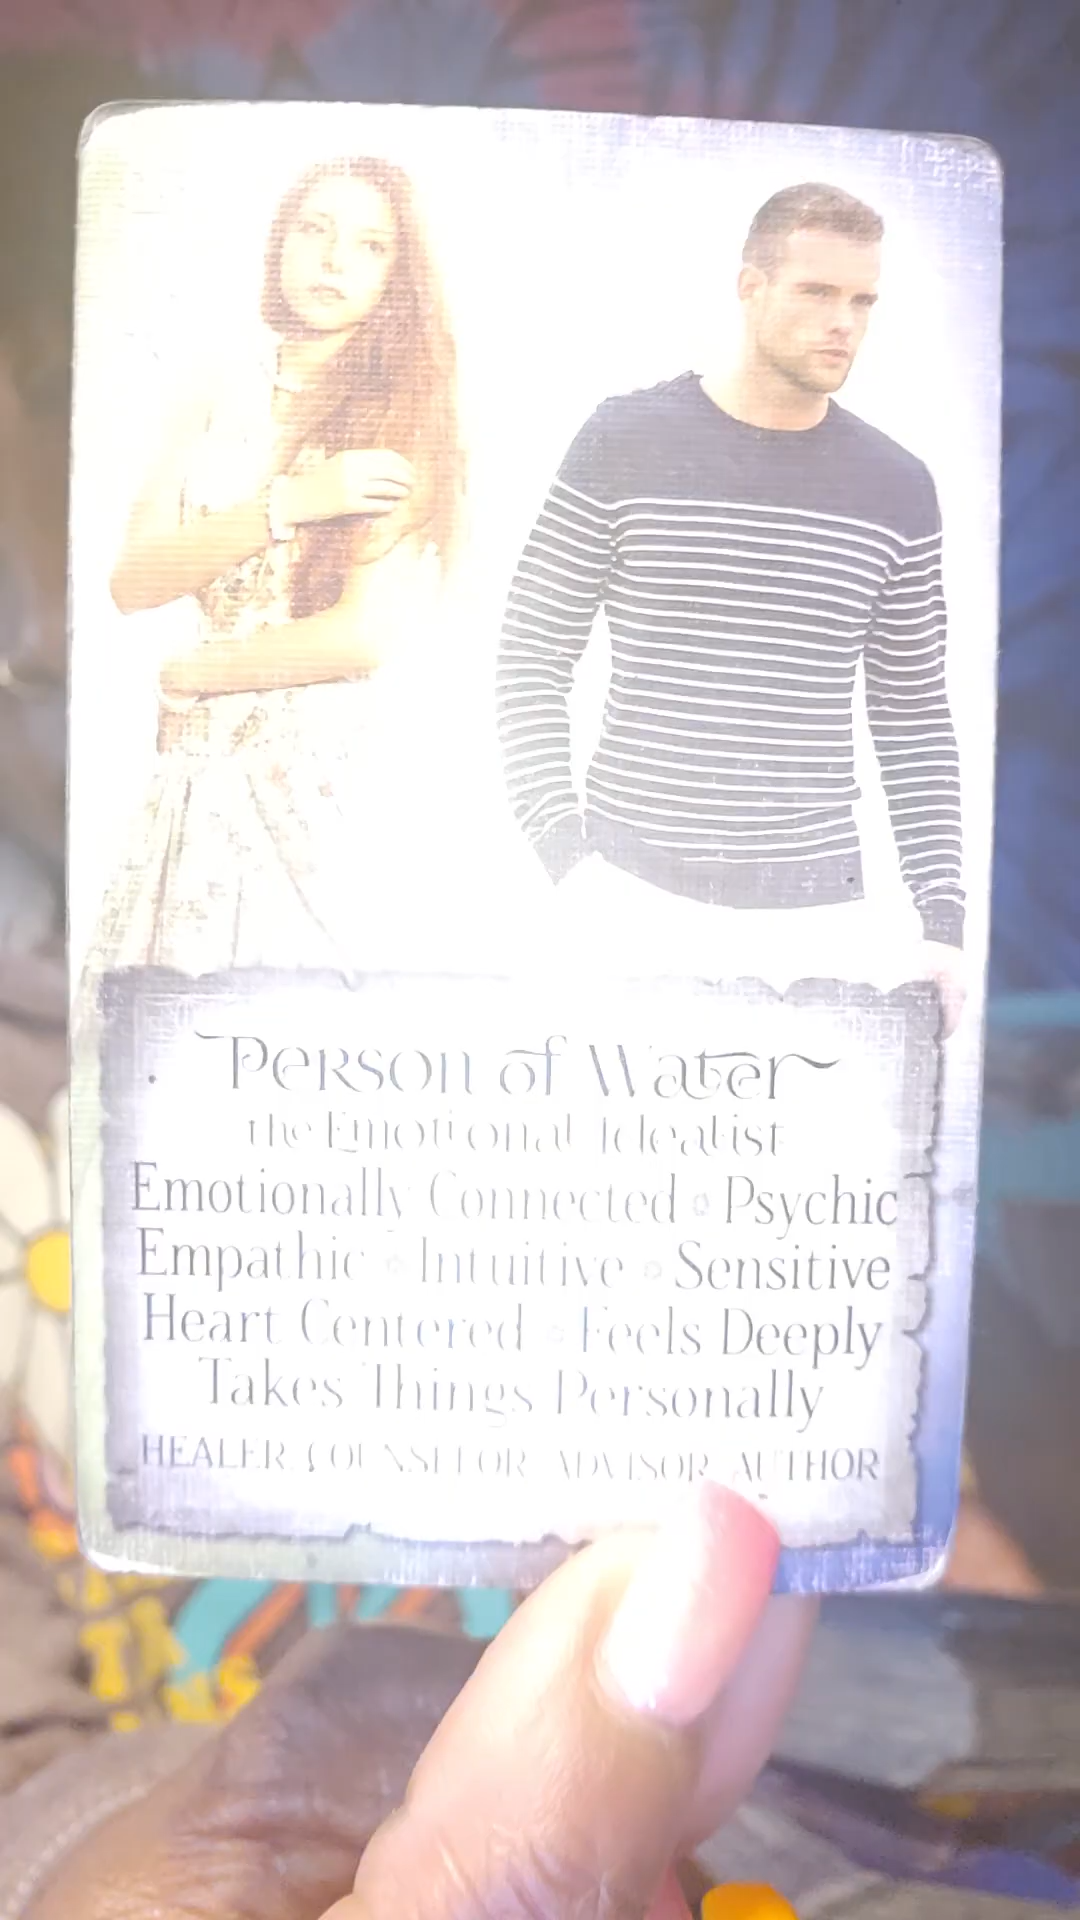 Person of Water
the Emotional Idealist
Emotionally Connected • Psychic
Empathic • Intuitive • Sensitive
Heart Centered • Feels Deeply
Takes Things Personally
HEALER COUNSELOR ADVISOR AUTHOR